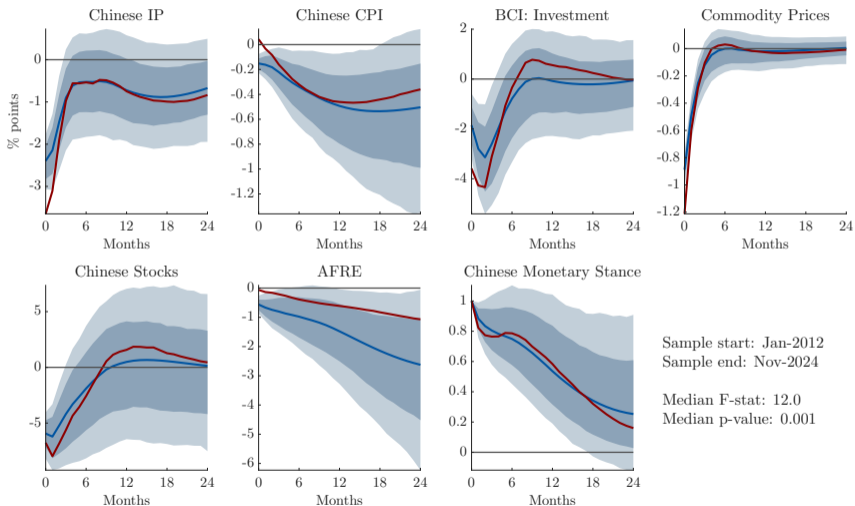 Chinese IP
% points
0
-1
-2
-3
0 6 12 18 24
Months
Chinese CPI
0
-0.2
-0.4
-0.6
-0.8
-1
-1.2
0 6 12 18 24
Months
BCI: Investment
2
0
-2
-4
0 6 12 18 24
Months
Commodity Prices
0
-0.2
-0.4
-0.6
-0.8
-1
-1.2
0 6 12 18 24
Months
Chinese Stocks
5
0
-5
0 6 12 18 24
Months
AFRE
0
-1
-2
-3
-4
-5
-6
0 6 12 18 24
Months
Chinese Monetary Stance
1
0.8
0.6
0.4
0.2
0
0 6 12 18 24
Months
Sample start: Jan-2012
Sample end: Nov-2024
Median F-stat: 12.0
Median p-value: 0.001